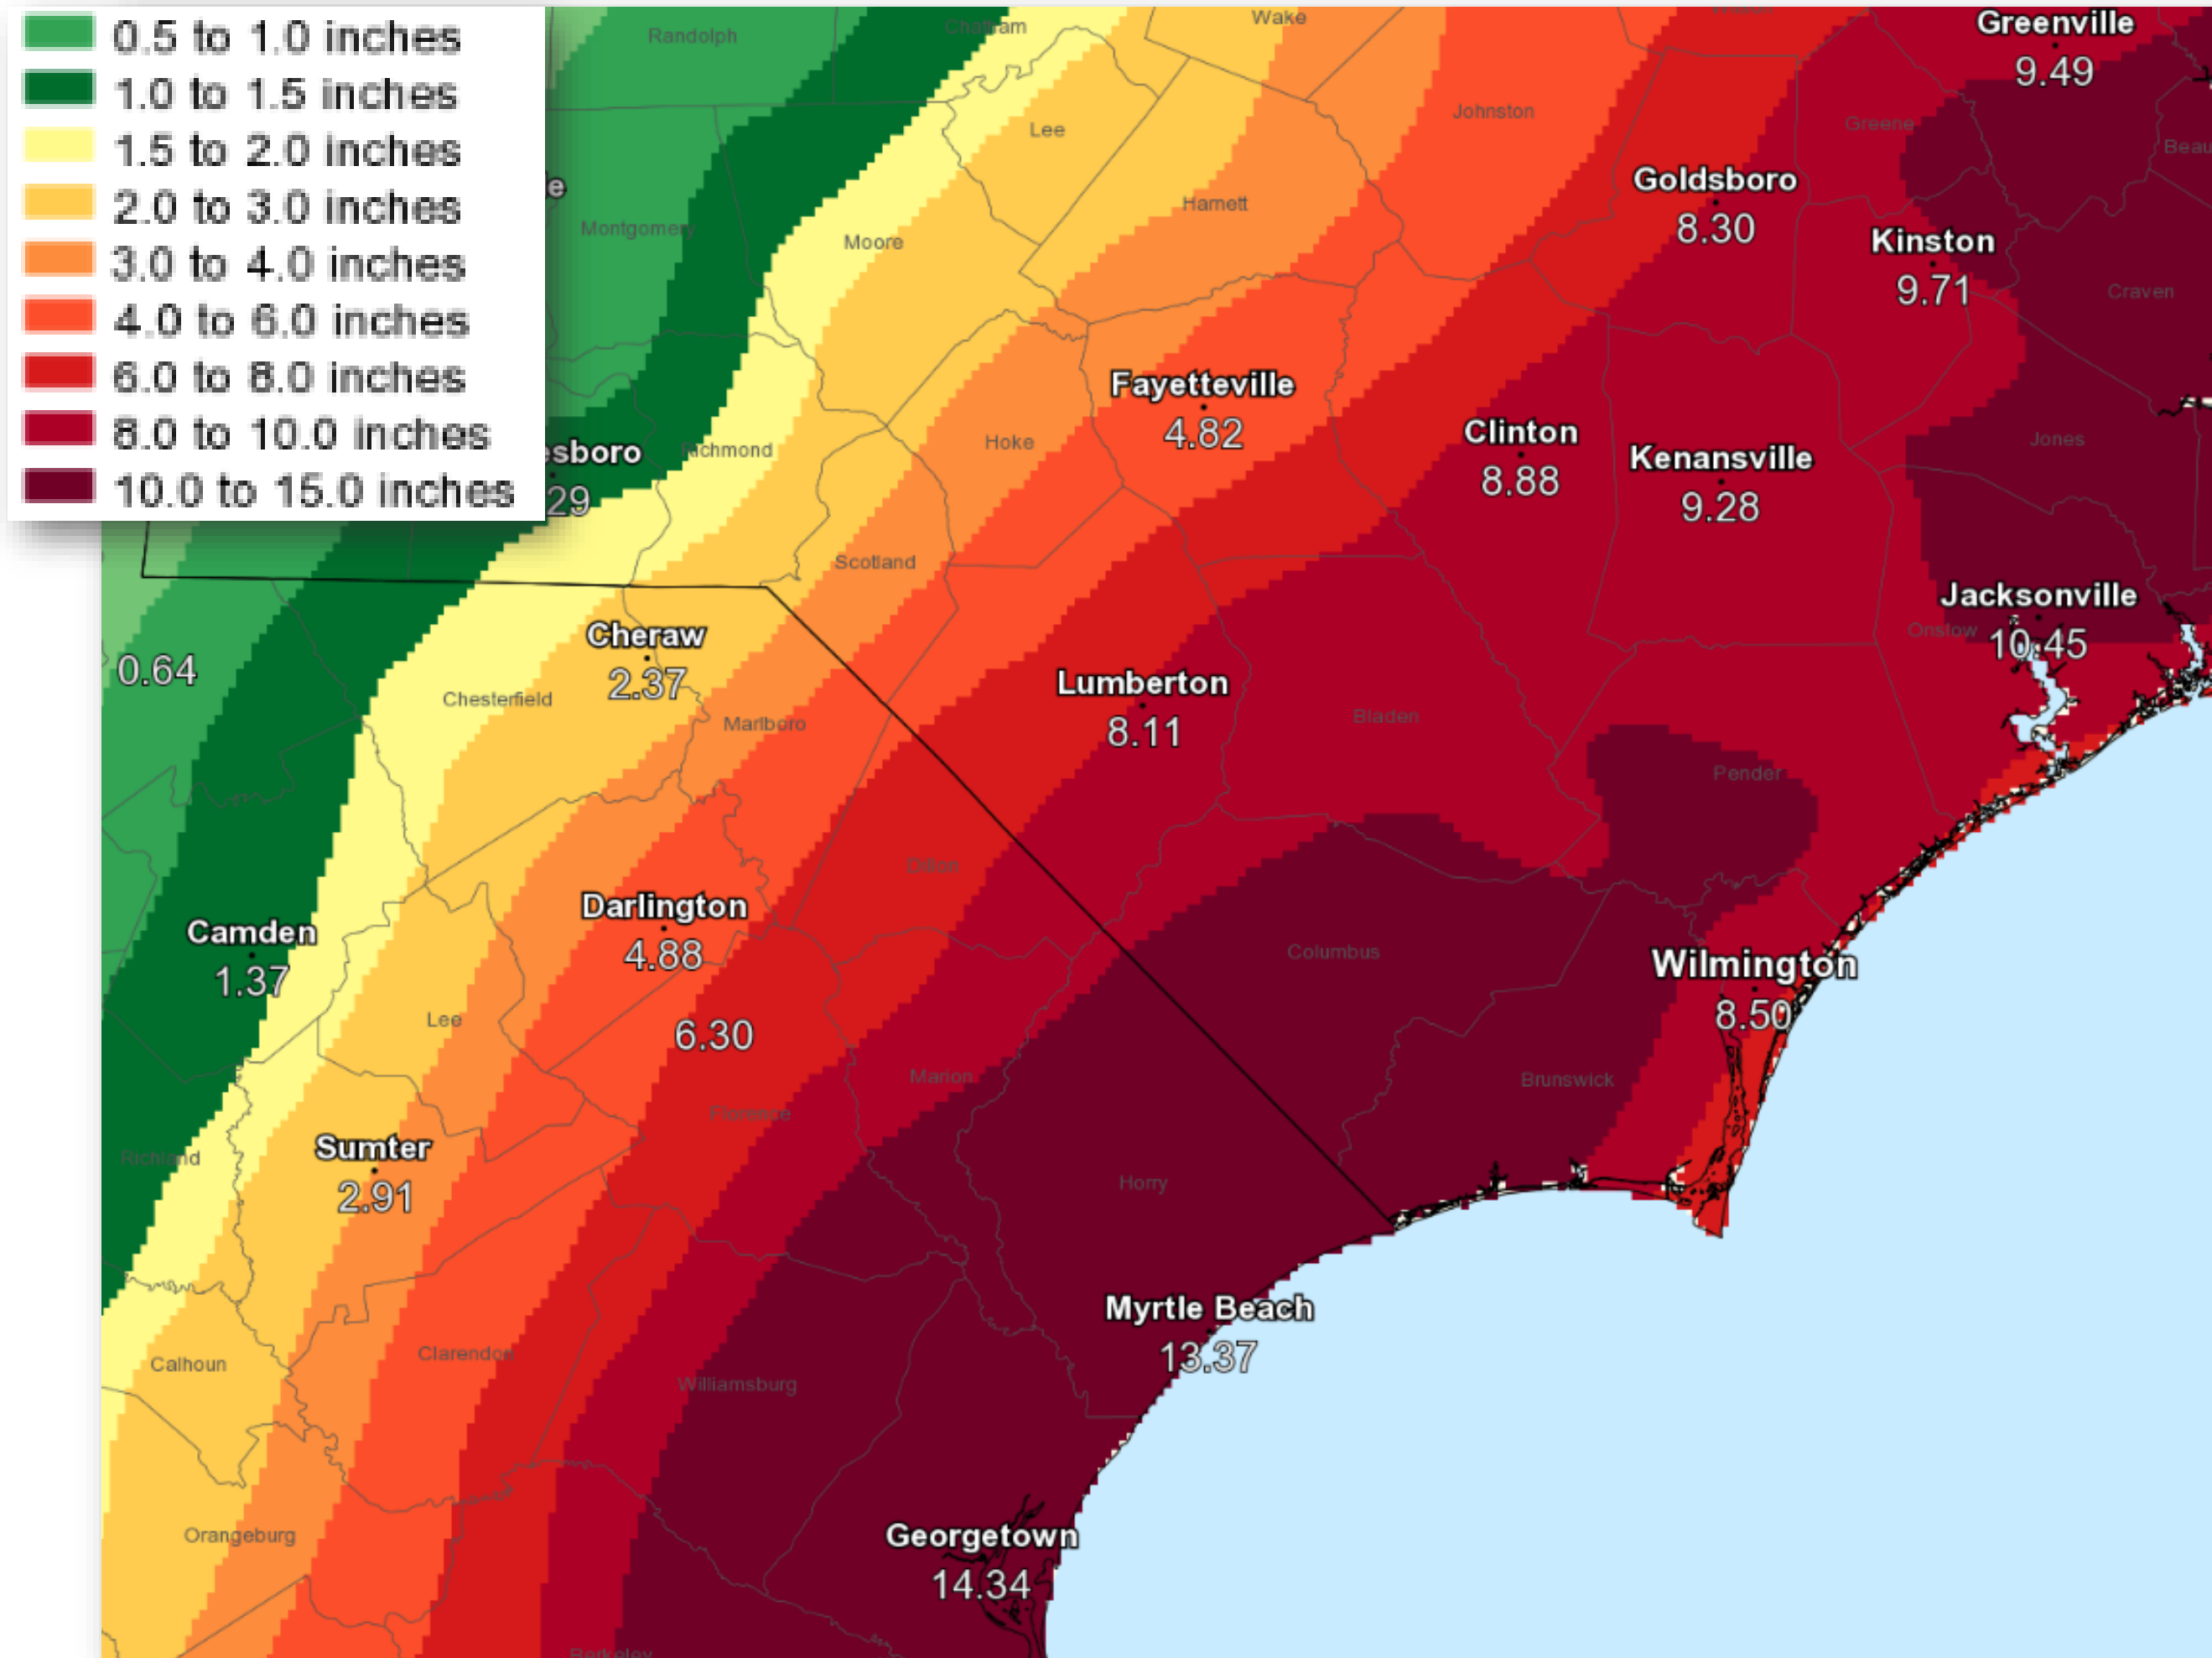 0.5 to 1.0 inches
1.0 to 1.5 inches
1.5 to 2.0 inches
2.0 to 3.0 inches
3.0 to 4.0 inches
4.0 to 6.0 inches
6.0 to 8.0 inches
8.0 to 10.0 inches
10.0 to 15.0 inches
Randolph
Chatham
Wake
Greenville
9.49
Johnston
Greene
Lee
Beau
Goldsboro
8.30
Harnett
Montgomery
Moore
Kinston
9.71
Craven
Fayetteville
4.82
Hoke
Clinton
8.88
Kenansville
9.28
Jones
esboro
29
Richmond
Scotland
Jacksonville
10.45
Onslow
Cheraw
2.37
0.64
Chesterfield
Marlboro
Lumberton
8.11
Bladen
Pender
Dillon
Darlington
4.88
Camden
1.37
Columbus
Wilmington
8.50
Lee
6.30
Marion
Florence
Brunswick
Sumter
2.91
Richland
Horry
Myrtle Beach
13.37
Calhoun
Clarendon
Williamsburg
Orangeburg
Georgetown
14.34
Berkeley